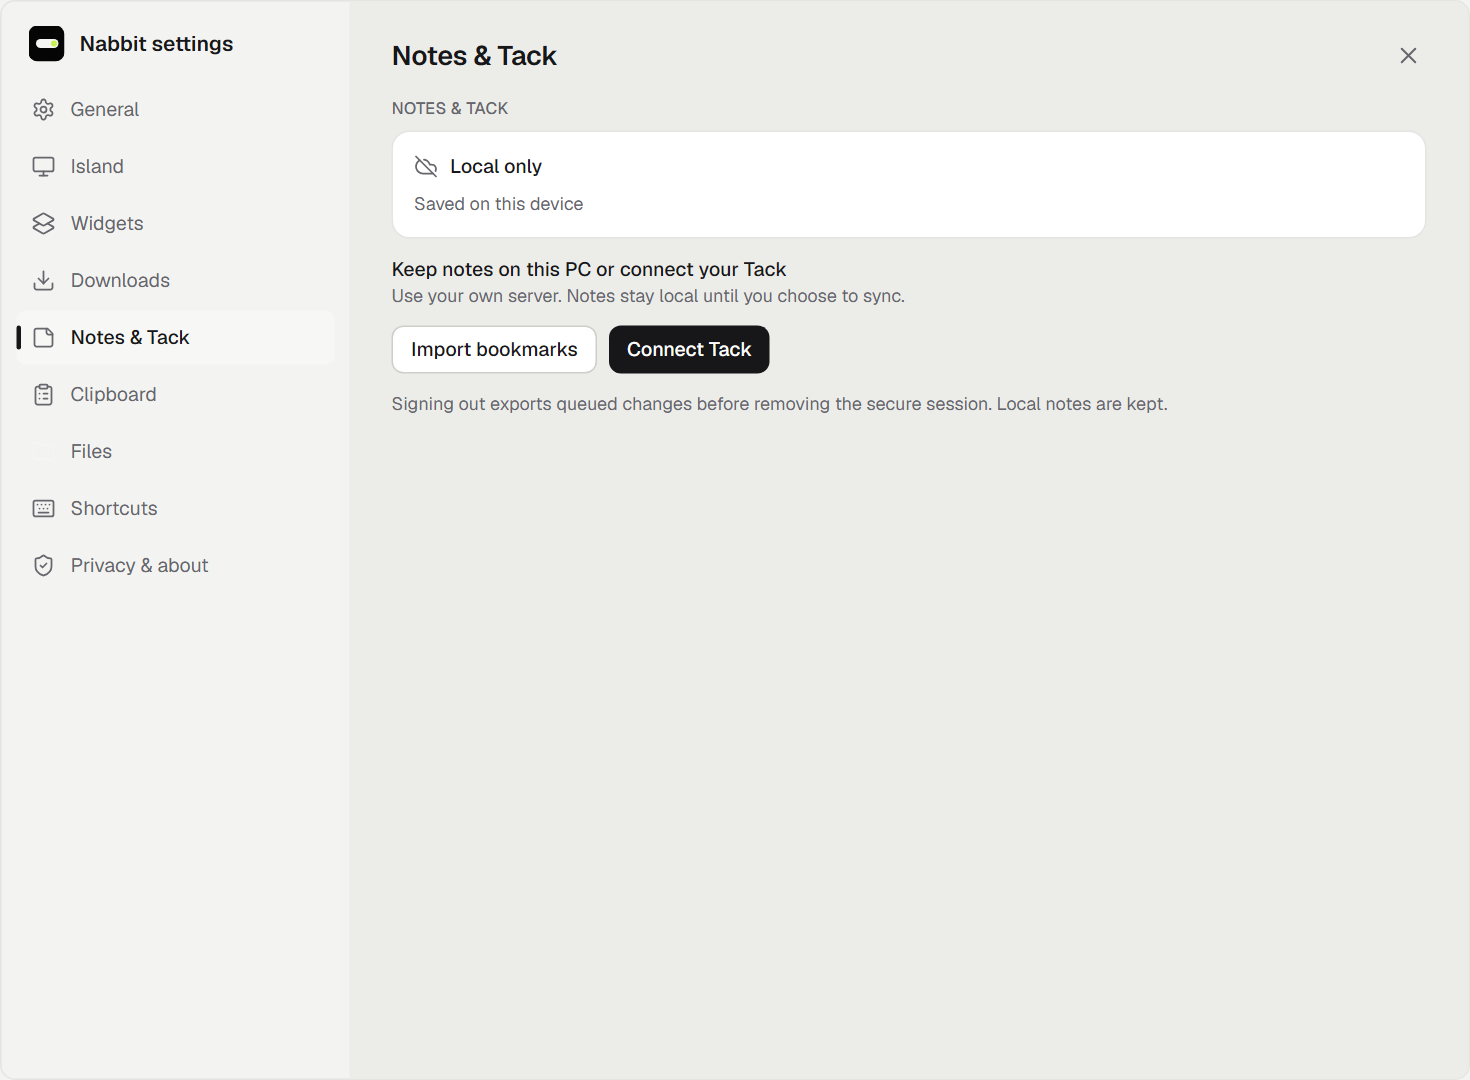 Nabbit settings
General
Island
Widgets
Downloads
Notes & Tack
Clipboard
Files
Shortcuts
Privacy & about
Notes & Tack
NOTES & TACK
Local only
Saved on this device
Keep notes on this PC or connect your Tack
Use your own server. Notes stay local until you choose to sync.
Import bookmarks
Connect Tack
Signing out exports queued changes before removing the secure session. Local notes are kept.